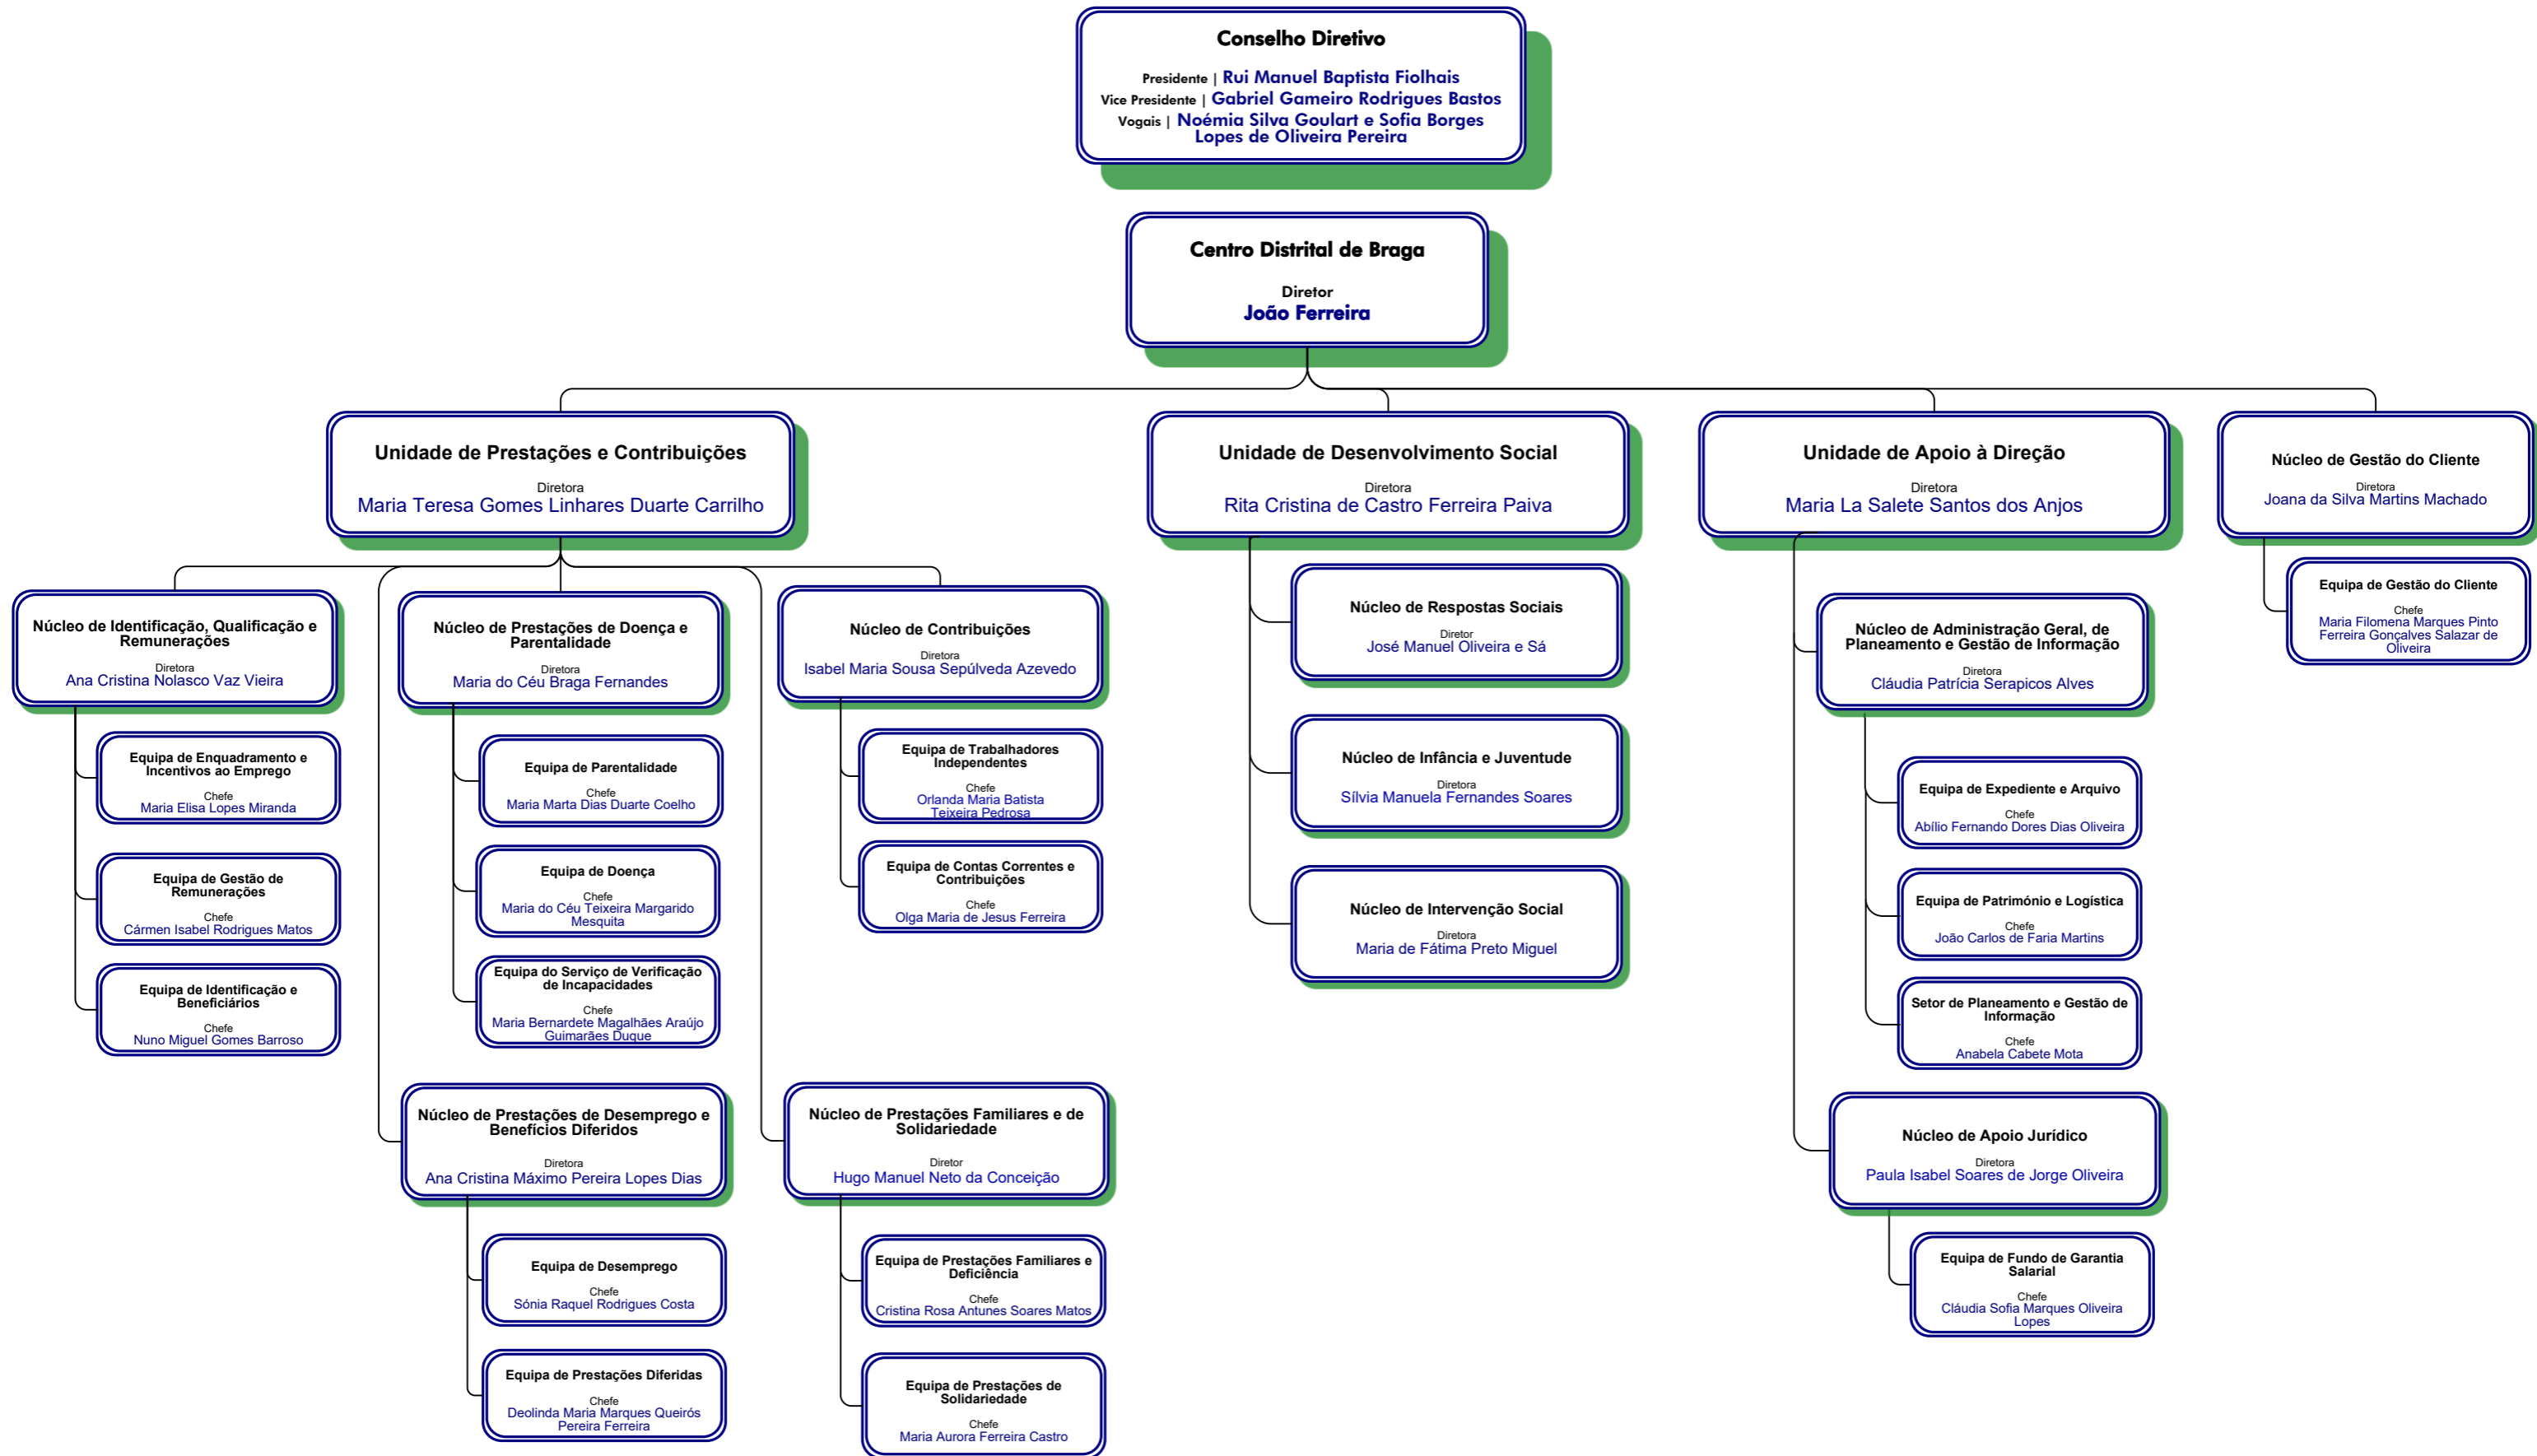 Conselho Diretivo
Presidente | Rui Manuel Baptista Fiolhais
Vice Presidente | Gabriel Gameiro Rodrigues Bastos
Vogais | Noémia Silva Goulart e Sofia Borges
Lopes de Oliveira Pereira
Centro Distrital de Braga
Diretor
João Ferreira
Unidade de Prestações e Contribuições
Diretora
Maria Teresa Gomes Linhares Duarte Carrilho
Unidade de Desenvolvimento Social
Diretora
Rita Cristina de Castro Ferreira Paiva
Unidade de Apoio à Direção
Diretora
Maria La Salete Santos dos Anjos
Núcleo de Gestão do Cliente
Diretora
Joana da Silva Martins Machado
Núcleo de Identificação, Qualificação e
Remunerações
Diretora
Ana Cristina Nolasco Vaz Vieira
Equipa de Enquadramento e
Incentivos ao Emprego
Chefe
Maria Elisa Lopes Miranda
Equipa de Gestão de
Remunerações
Chefe
Cármen Isabel Rodrigues Matos
Equipa de Identificação e
Beneficiários
Chefe
Nuno Miguel Gomes Barroso
Núcleo de Prestações de Doença e
Parentalidade
Diretora
Maria do Céu Braga Fernandes
Equipa de Parentalidade
Chefe
Maria Marta Dias Duarte Coelho
Equipa de Doença
Chefe
Maria do Céu Teixeira Margarido
Mesquita
Equipa do Serviço de Verificação
de Incapacidades
Chefe
Maria Bernardete Magalhães Araújo
Guimarães Duque
Núcleo de Contribuições
Diretora
Isabel Maria Sousa Sepúlveda Azevedo
Equipa de Trabalhadores
Independentes
Chefe
Orlanda Maria Batista
Teixeira Pedrosa
Equipa de Contas Correntes e
Contribuições
Chefe
Olga Maria de Jesus Ferreira
Núcleo de Prestações de Desemprego e
Benefícios Diferidos
Diretora
Ana Cristina Máximo Pereira Lopes Dias
Equipa de Desemprego
Chefe
Sónia Raquel Rodrigues Costa
Equipa de Prestações Diferidas
Chefe
Deolinda Maria Marques Queirós
Pereira Ferreira
Núcleo de Prestações Familiares e de
Solidariedade
Diretor
Hugo Manuel Neto da Conceição
Equipa de Prestações Familiares e
Deficiência
Chefe
Cristina Rosa Antunes Soares Matos
Equipa de Prestações de
Solidariedade
Chefe
Maria Aurora Ferreira Castro
Núcleo de Respostas Sociais
Diretor
José Manuel Oliveira e Sá
Núcleo de Infância e Juventude
Diretora
Sílvia Manuela Fernandes Soares
Núcleo de Intervenção Social
Diretora
Maria de Fátima Preto Miguel
Núcleo de Administração Geral, de
Planeamento e Gestão de Informação
Diretora
Cláudia Patrícia Serapicos Alves
Equipa de Expediente e Arquivo
Chefe
Abílio Fernando Dores Dias Oliveira
Equipa de Património e Logística
Chefe
João Carlos de Faria Martins
Setor de Planeamento e Gestão de
Informação
Chefe
Anabela Cabete Mota
Núcleo de Apoio Jurídico
Diretora
Paula Isabel Soares de Jorge Oliveira
Equipa de Fundo de Garantia
Salarial
Chefe
Cláudia Sofia Marques Oliveira
Lopes
Equipa de Gestão do Cliente
Chefe
Maria Filomena Marques Pinto
Ferreira Gonçalves Salazar de
Oliveira